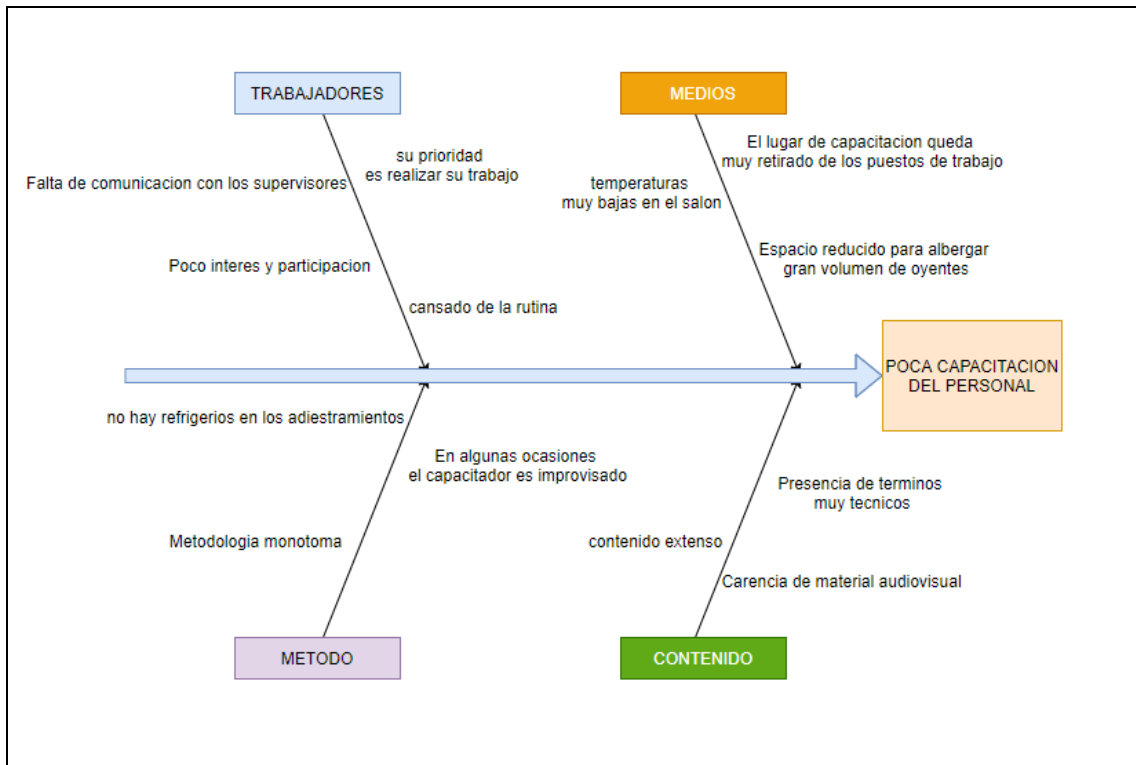 TRABAJADORES
MEDIOS
su prioridad
es realizar su trabajo
Falta de comunicacion con los supervisores
Poco interes y participacion
cansado de la rutina
El lugar de capacitacion queda
muy retirado de los puestos de trabajo
temperaturas
muy bajas en el salon
Espacio reducido para albergar
gran volumen de oyentes
POCA CAPACITACION
DEL PERSONAL
no hay refrigerios en los adiestramientos
En algunas ocasiones
el capacitador es improvisado
Metodologia monotoma
Presencia de terminos
muy tecnicos
contenido extenso
Carencia de material audiovisual
METODO
CONTENIDO